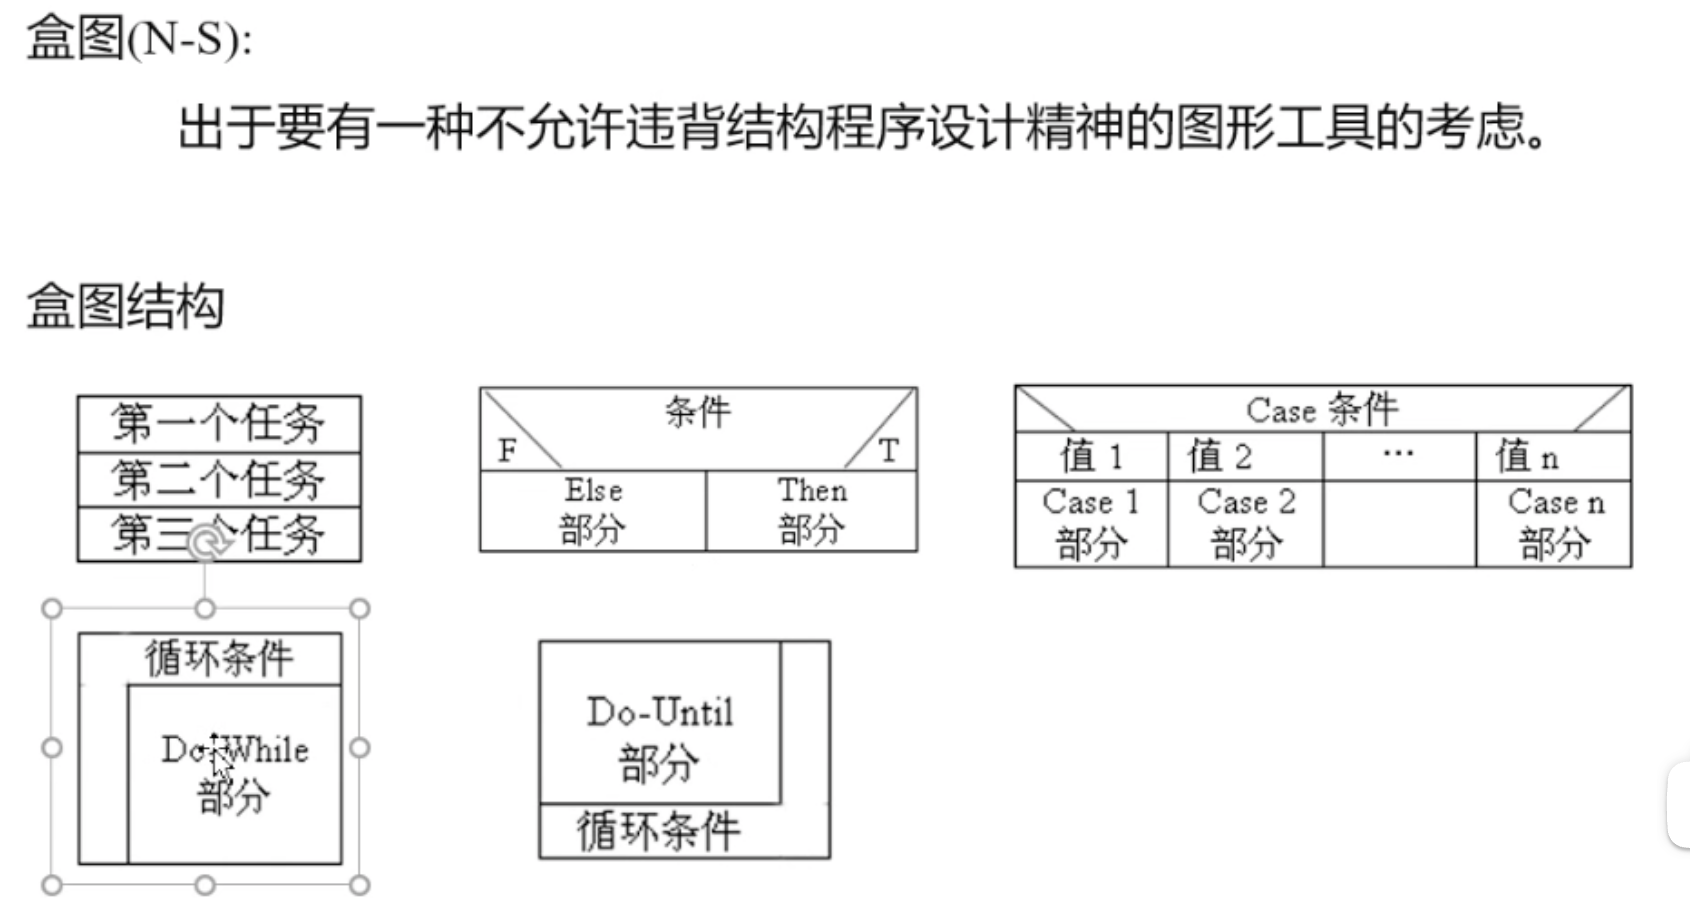 盒图(N-S):
出于要有一种不允许违背结构程序设计精神的图形工具的考虑。
盒图结构
第一个任务
第二个任务
第三个任务
条件
F
T
Else
部分
Then
部分
Case 条件
值 1
值 2
…
值 n
Case 1
部分
Case 2
部分
Case n
部分
循环条件
Do-While
部分
Do-Until
部分
循环条件